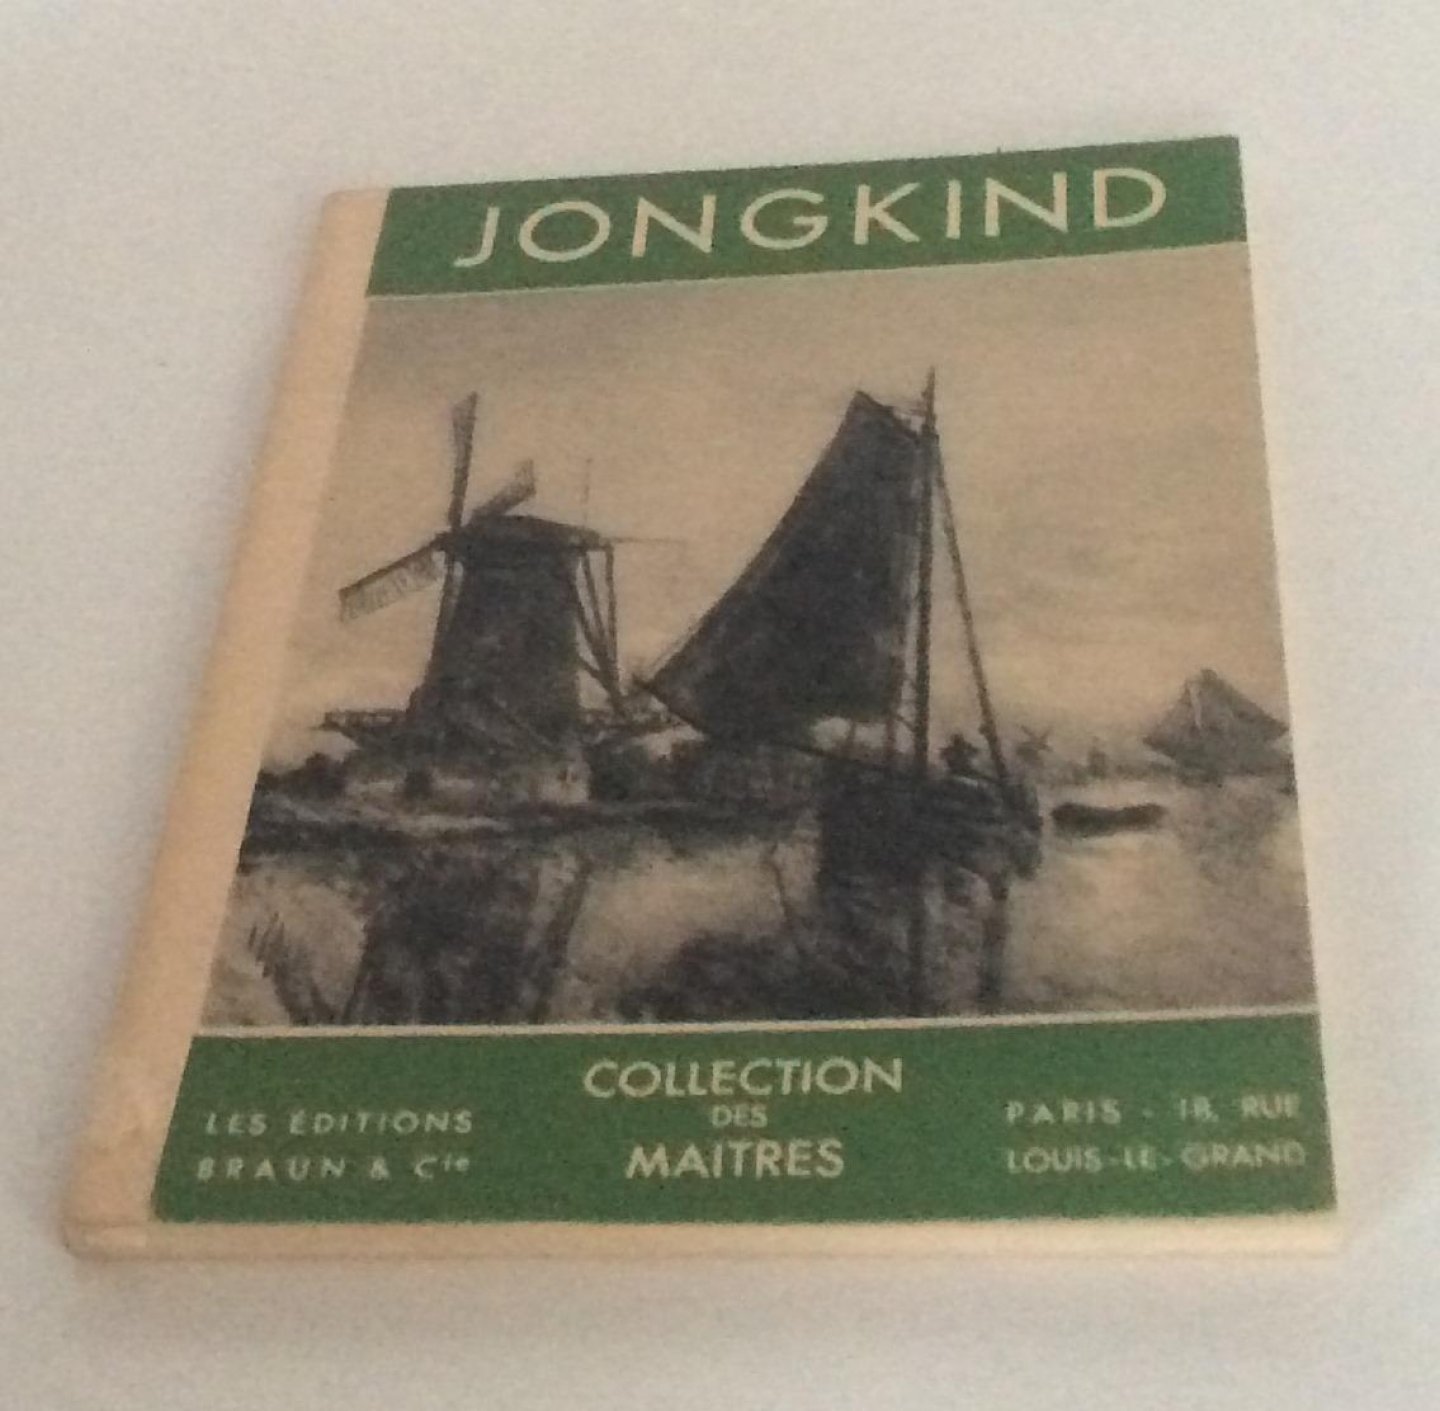 JONGKIND
LES ÉDITIONS
BRAUN & Cie
COLLECTION
DES
MAITRES
PARIS - 18, RUE
LOUIS-LE-GRAND